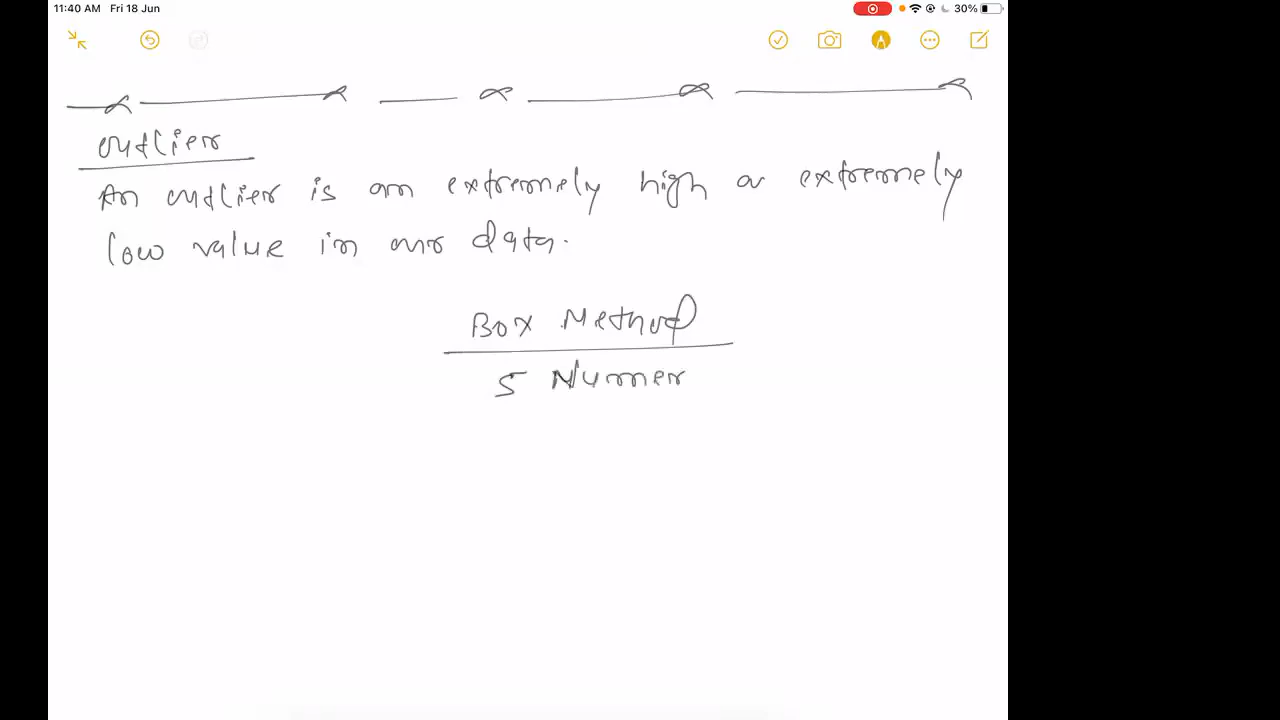 11:40 AM Fri 18 Jun
30%
outlier
An outlier is an extremely high or extremely
low value in our data.
Box Method
5 Numer